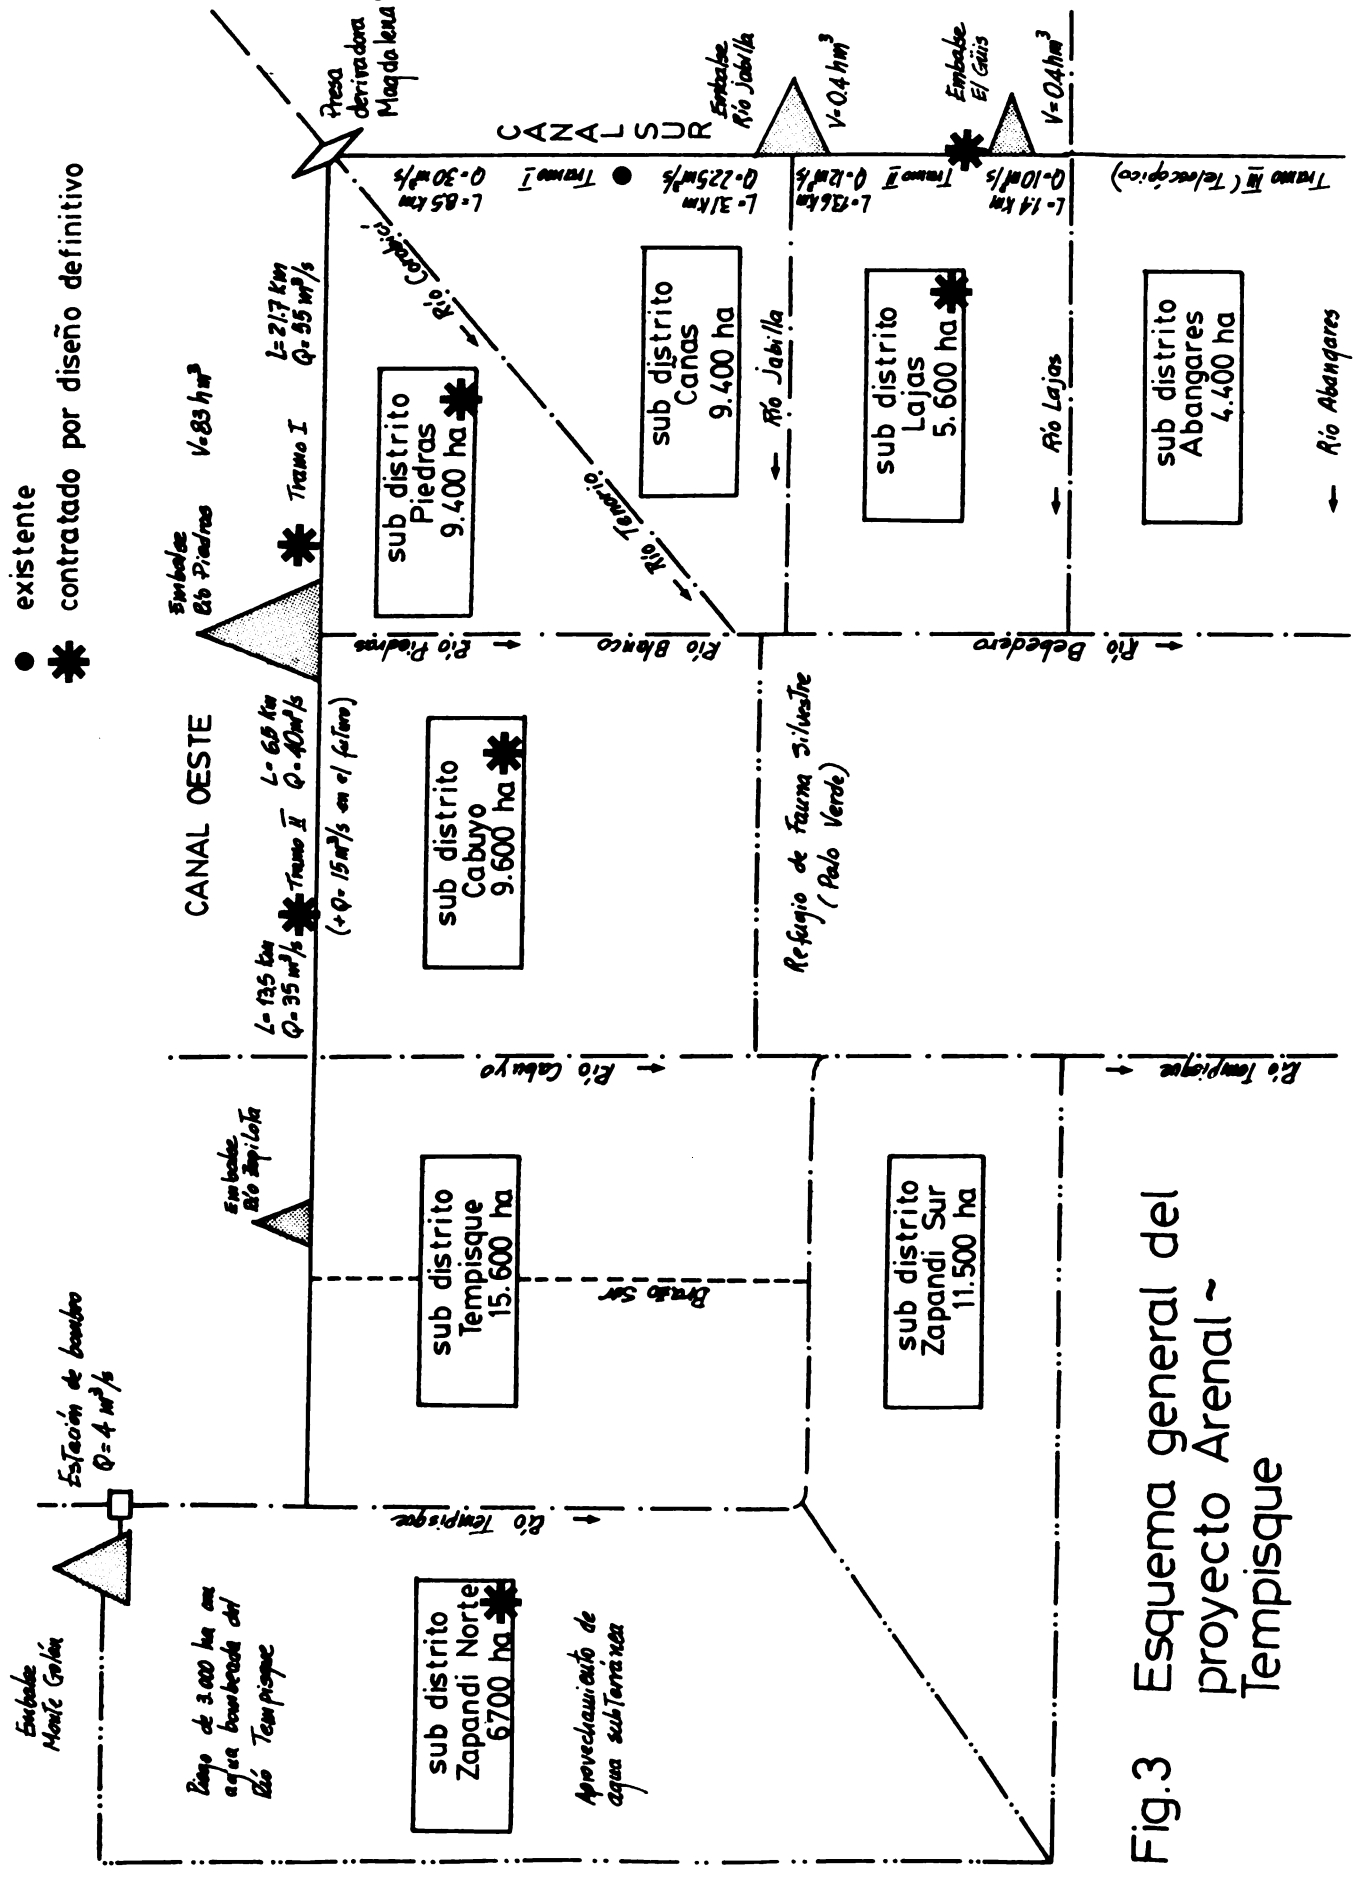 existente
contratado por diseño definitivo
Presa
derivadora
Magdalena
CANAL OESTE
Embalse
Río Piedras V=83 hm³
Tramo I
L=21.7 Km
Q=55 m³/s
L=6.5 Km
Q=40 m³/s
Tramo II
(+Q=15 m³/s en el futuro)
L=13.5 Km
Q=35 m³/s
Embalse
Estación de bombeo
Q=4 m³/s
Embalse
Monte Galán
3.000 ha
agua bombeada del
Río Tempisque
sub distrito
Zapandi Norte
6700 ha
Aprovechamiento de
agua subterránea
Río Tempisque
sub distrito
Tempisque
15.600 ha
Brazo Sur
Río Cabuyo
sub distrito
Cabuyo
9.600 ha
Río Piedras
Río Blanco
sub distrito
Piedras
9.400 ha
Río Corobicí
Río Tenorio
CANAL SUR
Q=30 m³/s
L=8.5 km
Tramo I
Q=22.5 m³/s
L=3.1 km
Embalse
Río Jabilla
V=0.4 hm³
Q=12 m³/s
L=13.6 km
Tramo II
Embalse
El Güis
V=0.4 hm³
Q=10 m³/s
L=1.4 km
Tramo III (Telescópico)
sub distrito
Cañas
9.400 ha
Río Jabilla
sub distrito
Lajas
5.600 ha
Río Lajas
sub distrito
Abangares
4.400 ha
Río Abangares
Río Bebedero
Refugio de Fauna Silvestre
(Palo Verde)
sub distrito
Zapandi Sur
11.500 ha
Río Tempisque
Fig.3 Esquema general del
proyecto Arenal ~
Tempisque